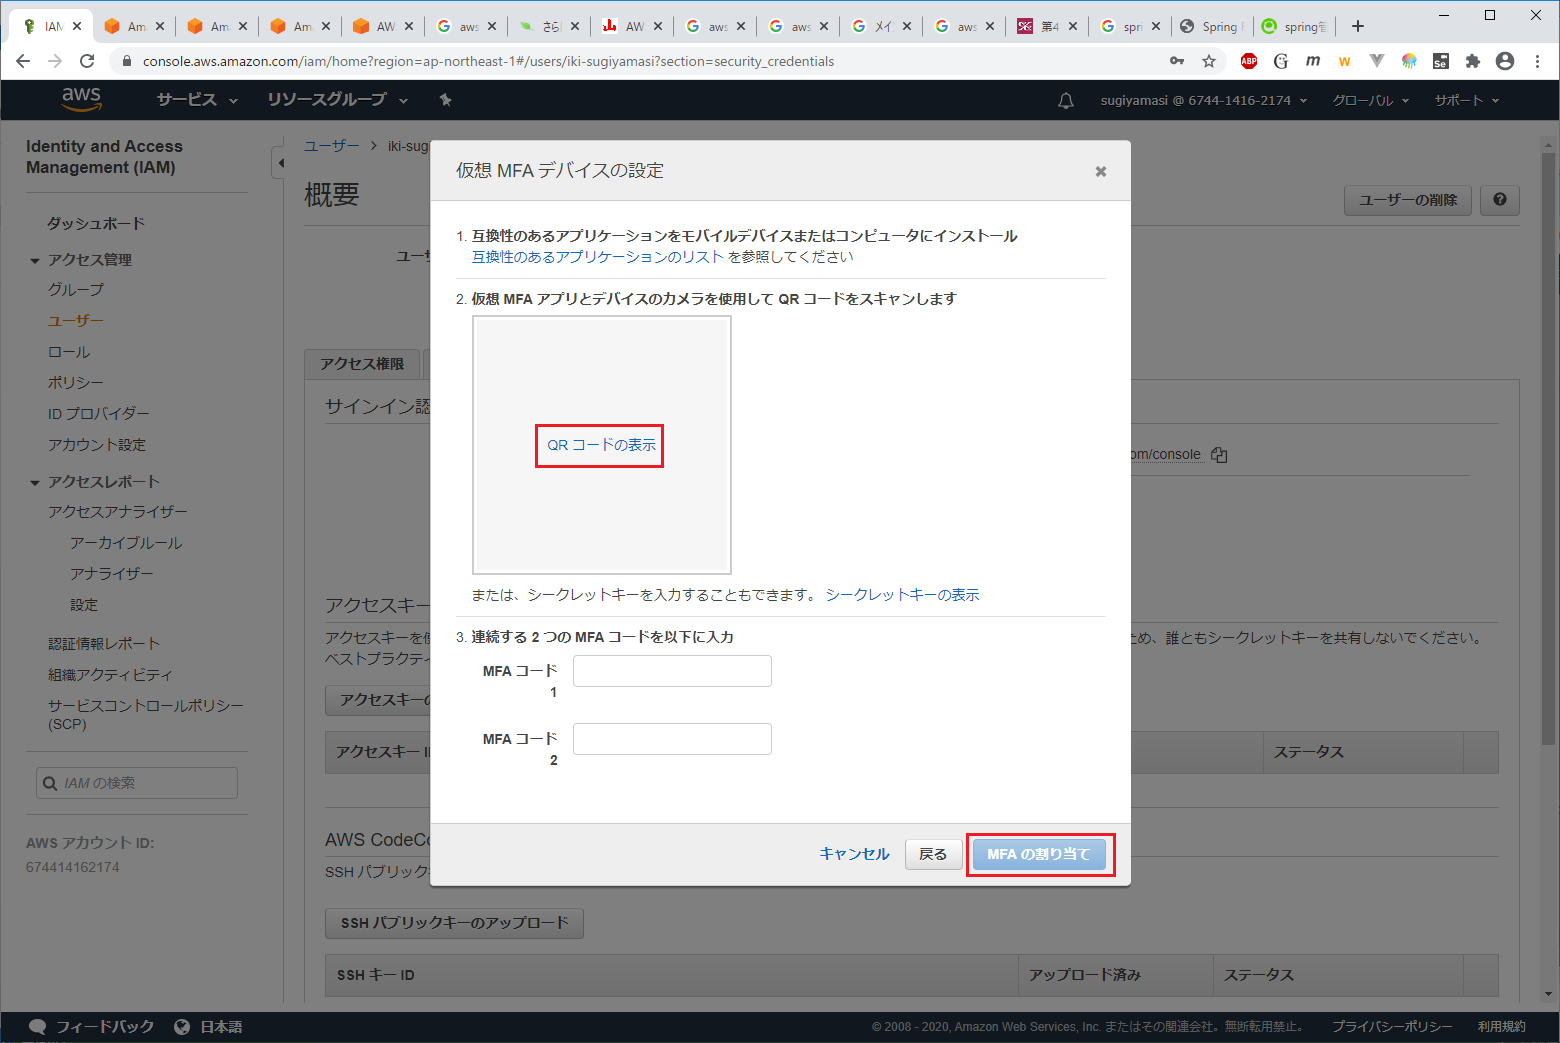 IAM
Am
Am
Am
AW
aws
さら
AW
aws
aws
メイ
aws
第4
spri
Spring
spring管
console.aws.amazon.com/iam/home?region=ap-northeast-1#/users/iki-sugiyamasi?section=security_credentials
ABP
G
m
w
Se
aws
サービス
リソースグループ
sugiyamasi @ 6744-1416-2174
グローバル
サポート
Identity and Access
Management (IAM)
ダッシュボード
アクセス管理
グループ
ユーザー
ロール
ポリシー
ID プロバイダー
アカウント設定
アクセスレポート
アクセスアナライザー
アーカイブルール
アナライザー
設定
認証情報レポート
組織アクティビティ
サービスコントロールポリシー
(SCP)
IAM の検索
AWS アカウント ID:
674414162174
ユーザー > iki-sug
概要
ユーザーの削除
ユー
アクセス権限
サインイン認
om/console
アクセスキー
アクセスキーを使
ため、誰ともシークレットキーを共有しないでください。
ベストプラクティ
アクセスキーの
アクセスキー I
ステータス
AWS CodeCo
SSH パブリックキ
SSH パブリックキーのアップロード
SSH キー ID
アップロード済み
ステータス
仮想 MFA デバイスの設定
1. 互換性のあるアプリケーションをモバイルデバイスまたはコンピュータにインストール
互換性のあるアプリケーションのリスト を参照してください
2. 仮想 MFA アプリとデバイスのカメラを使用して QR コードをスキャンします
QR コードの表示
または、シークレットキーを入力することもできます。 シークレットキーの表示
3. 連続する 2 つの MFA コードを以下に入力
MFA コード
1
MFA コード
2
キャンセル
戻る
MFA の割り当て
フィードバック
日本語
© 2008 - 2020, Amazon Web Services, Inc. またはその関連会社。無断転用禁止。
プライバシーポリシー
利用規約